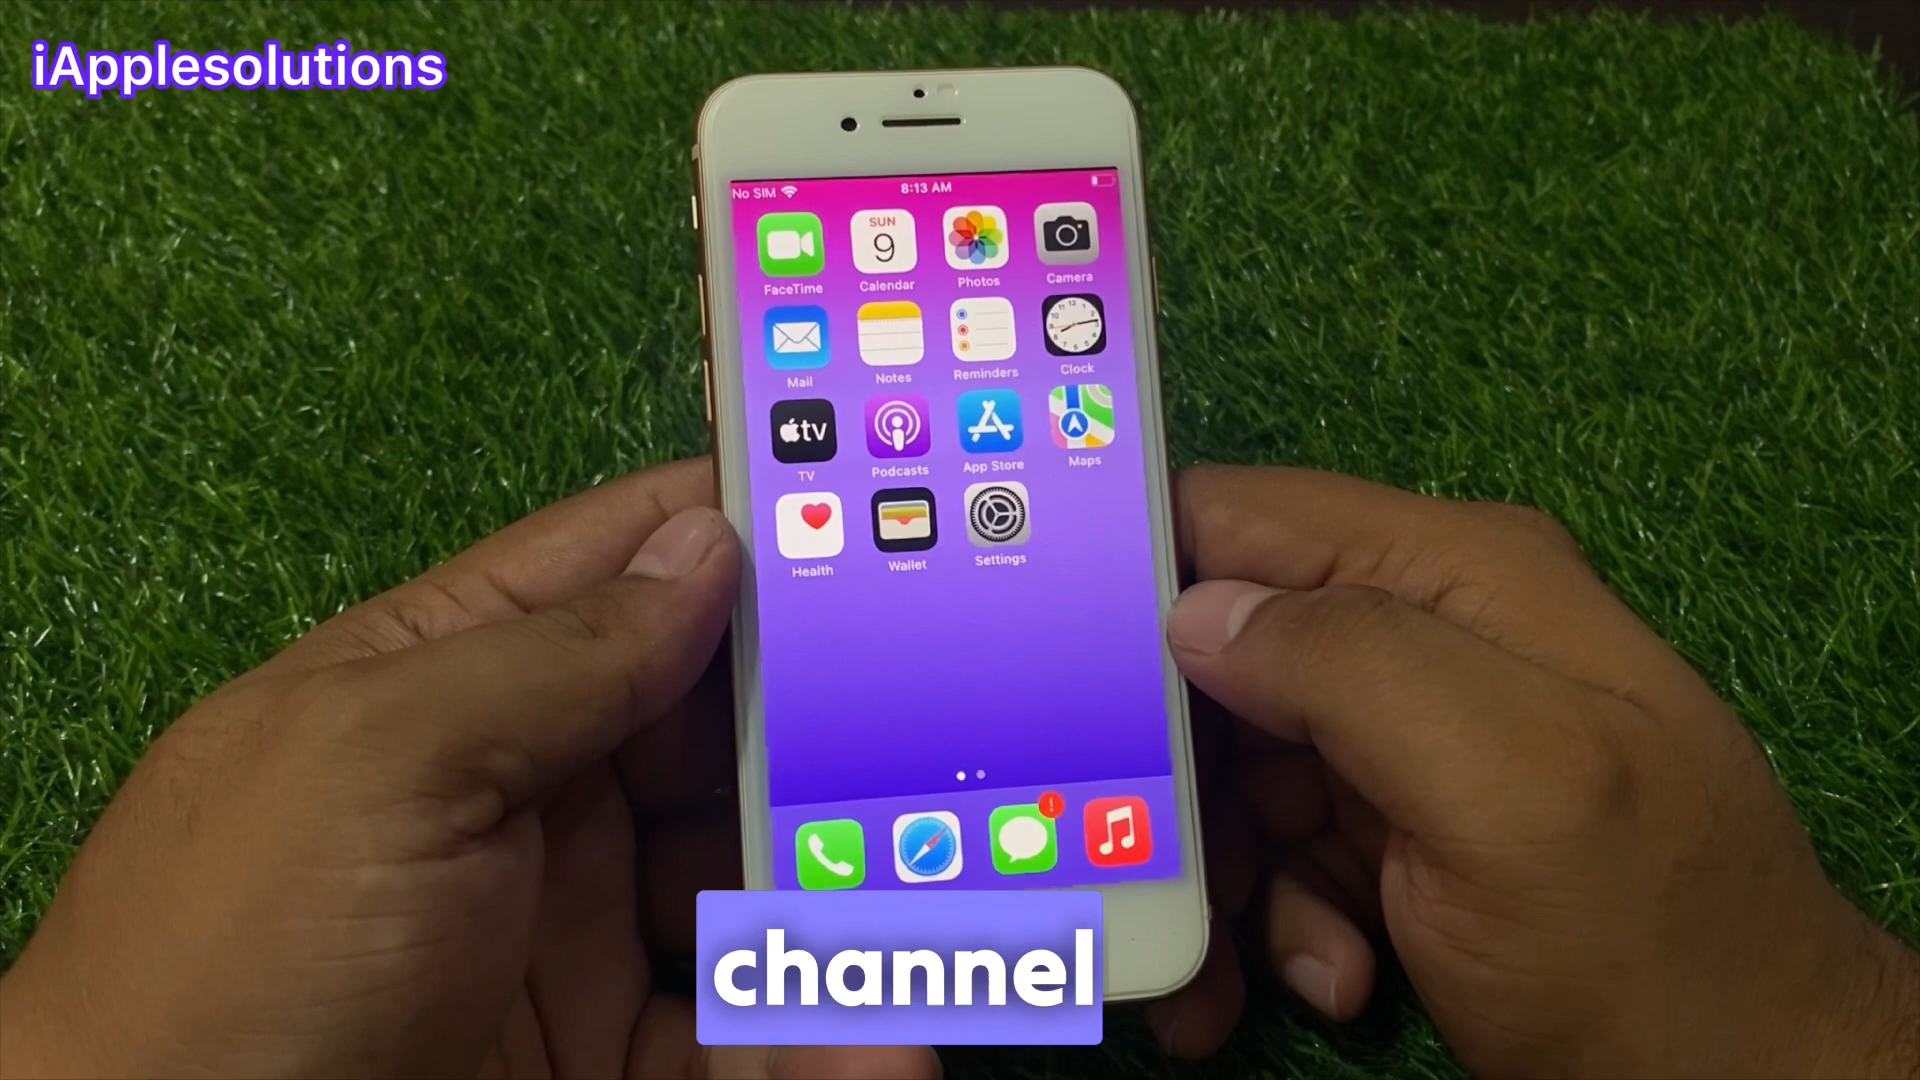 iApplesolutions
No SIM 8:13 AM
SUN
9
FaceTime Calendar Photos Camera
Mail Notes Reminders Clock
tv
TV Podcasts App Store Maps
Health Wallet Settings
!
channel